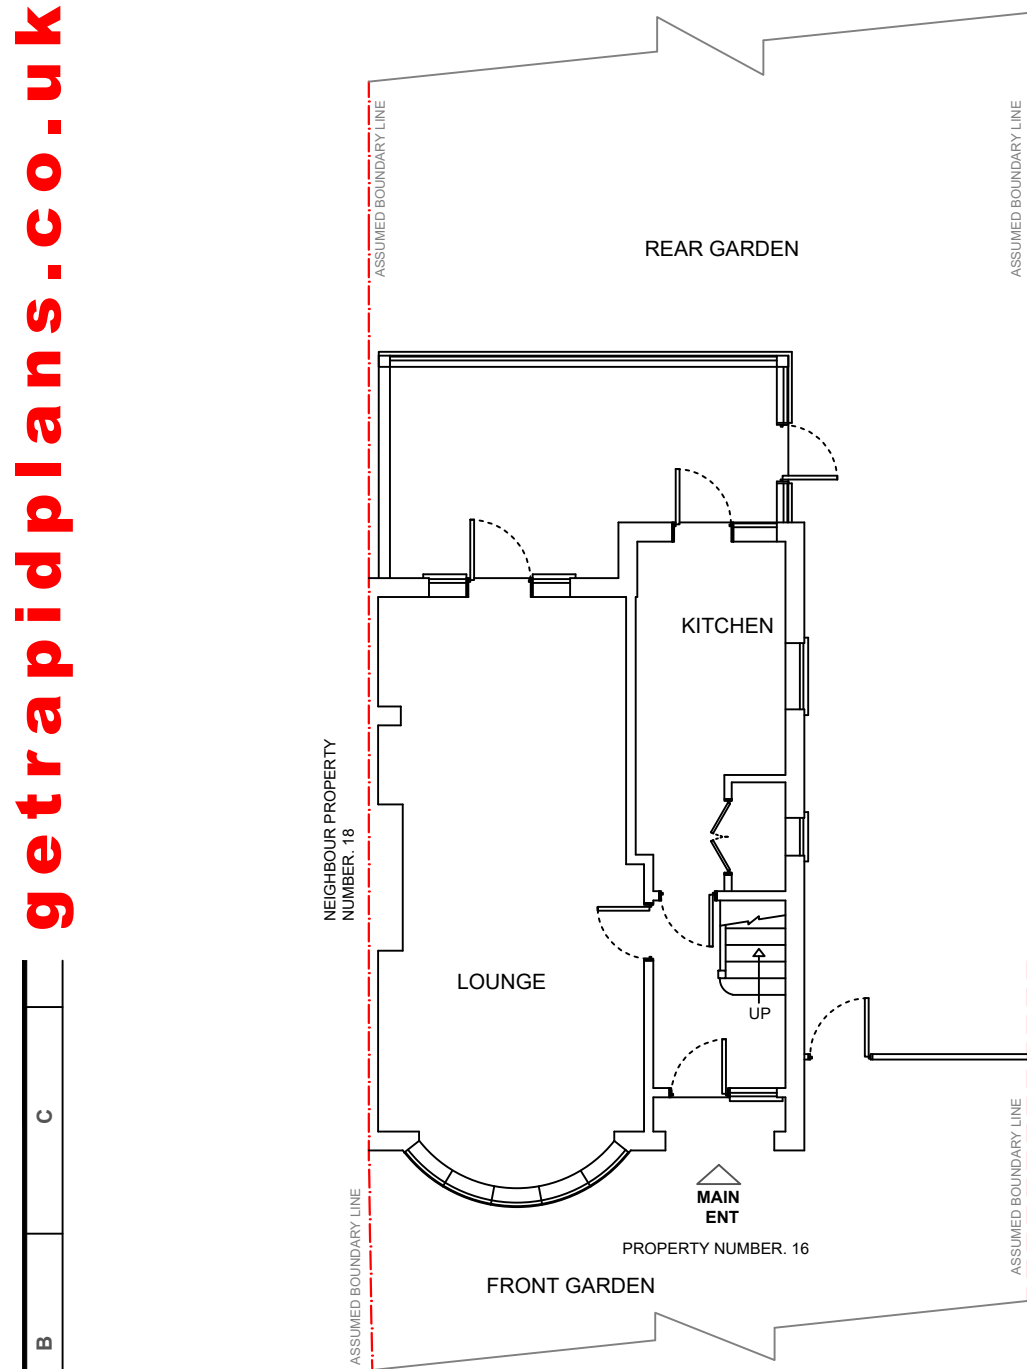 getrapidplans.co.uk
ASSUMED BOUNDARY LINE
ASSUMED BOUNDARY LINE
REAR GARDEN
KITCHEN
NEIGHBOUR PROPERTY
NUMBER. 18
LOUNGE
UP
C
ASSUMED BOUNDARY LINE
ASSUMED BOUNDARY LINE
MAIN
ENT
PROPERTY NUMBER. 16
FRONT GARDEN
B